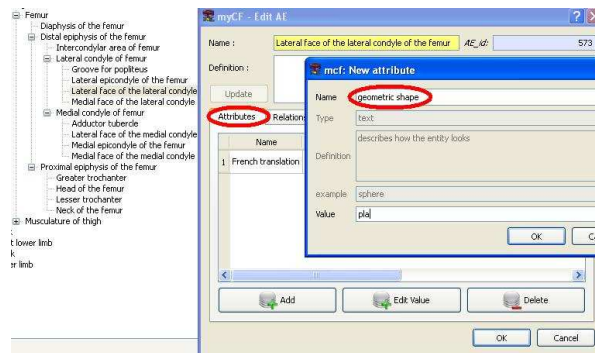 Femur
Diaphysis of the femur
Distal epiphysis of the femur
Intercondylar area of femur
Lateral condyle of femur
Groove for popliteus
Lateral epicondyle of the femur
Lateral face of the lateral condyle
Medial face of the lateral condyle
Medial condyle of femur
Adductor tubercle
Lateral face of the medial condyle
Medial epicondyle of the femur
Medial face of the medial condyle
Proximal epiphysis of the femur
Greater trochanter
Head of the femur
Lesser trochanter
Neck of the femur
Musculature of thigh
k
t lower limb
k
er limb
myCF - Edit AE
Name : Lateral face of the lateral condyle of the femur AE_id: 573
Definition :
Update
Attributes Relations
Name
1 French translation
Add Edit Value Delete
OK Cancel
mcf: New attribute
Name geometric shape
Type text
Definition describes how the entity looks
example sphere
Value pla
OK C